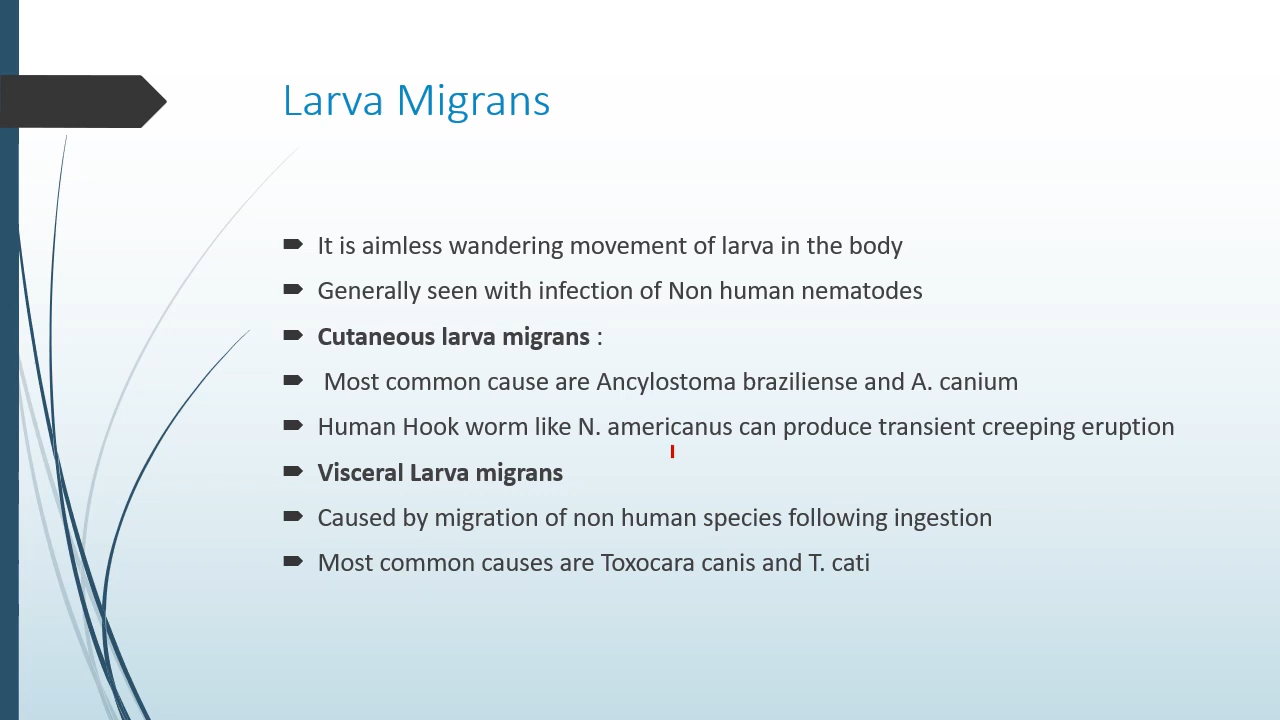 Larva Migrans
It is aimless wandering movement of larva in the body
Generally seen with infection of Non human nematodes
Cutaneous larva migrans :
Most common cause are Ancylostoma braziliense and A. canium
Human Hook worm like N. americanus can produce transient creeping eruption
Visceral Larva migrans
Caused by migration of non human species following ingestion
Most common causes are Toxocara canis and T. cati